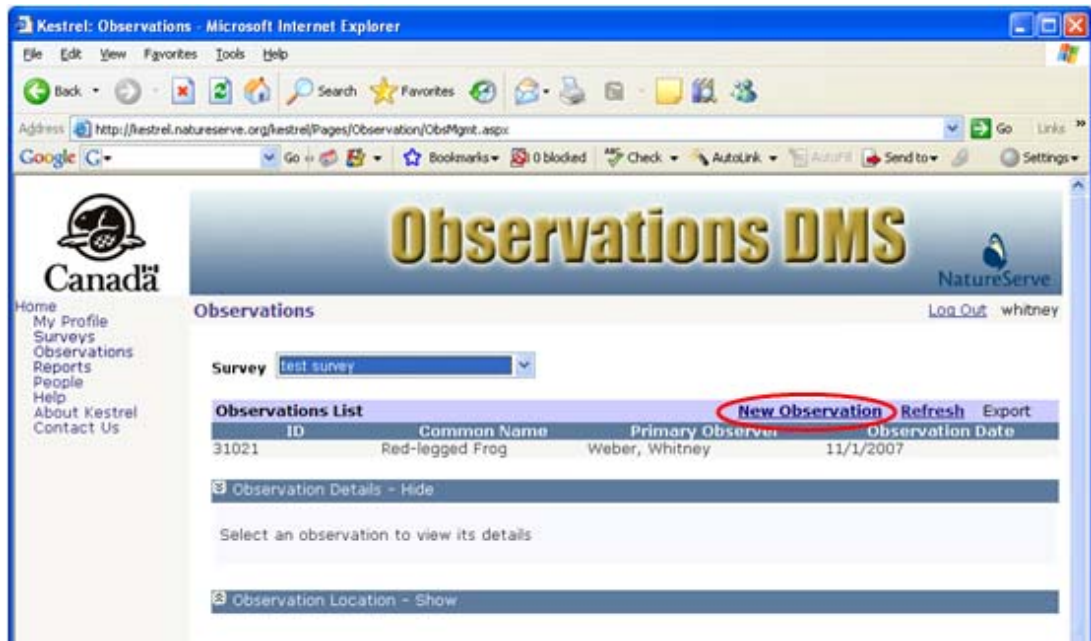 Kestrel: Observations - Microsoft Internet Explorer
File Edit View Favorites Tools Help
Back Search Favorites
Address http://kestrel.natureserve.org/kestrel/Pages/Observation/ObsMgmt.aspx Go Links »
Google G Go Bookmarks 0 blocked Check AutoLink AutoFill Send to Settings
Canada
Observations DMS
NatureServe
Home
My Profile
Surveys
Observations
Reports
People
Help
About Kestrel
Contact Us
Observations Log Out whitney
Survey test survey
Observations List New Observation Refresh Export
ID Common Name Primary Observer Observation Date
31021 Red-legged Frog Weber, Whitney 11/1/2007
Observation Details - Hide
Select an observation to view its details
Observation Location - Show